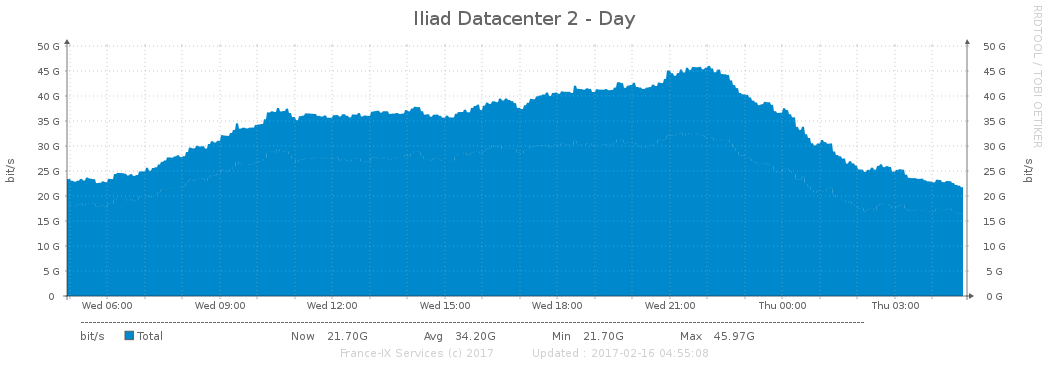 Iliad Datacenter 2 - Day
RRDTOOL / TOBI OETIKER
50 G 50 G
45 G 45 G
40 G 40 G
35 G 35 G
30 G 30 G
25 G 25 G
20 G 20 G
15 G 15 G
10 G 10 G
5 G 5 G
0 0 G
bit/s bit/s
Wed 06:00 Wed 09:00 Wed 12:00 Wed 15:00 Wed 18:00 Wed 21:00 Thu 00:00 Thu 03:00
bit/s Total Now 21.70G Avg 34.20G Min 21.70G Max 45.97G
France-IX Services (c) 2017 Updated : 2017-02-16 04:55:08